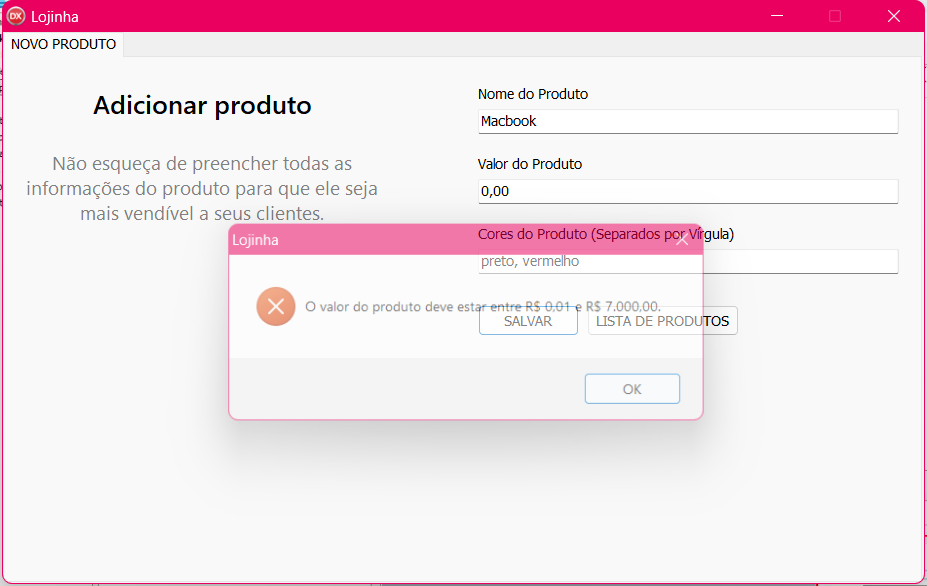 DX Lojinha
NOVO PRODUTO
Adicionar produto
Não esqueça de preencher todas as
informações do produto para que ele seja
mais vendível a seus clientes.
Nome do Produto
Macbook
Valor do Produto
0,00
Cores do Produto (Separados por Vírgula)
preto, vermelho
SALVAR
LISTA DE PRODUTOS
Lojinha
O valor do produto deve estar entre R$ 0,01 e R$ 7.000,00.
OK